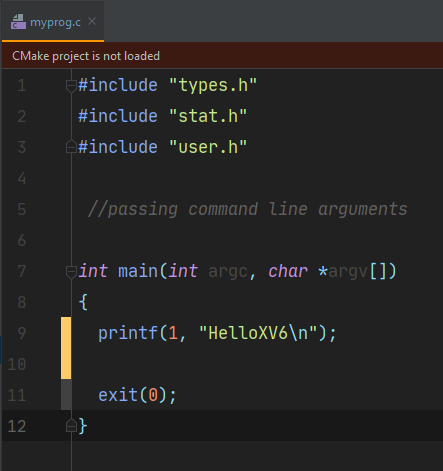 myprog.c
CMake project is not loaded
1 #include "types.h"
2 #include "stat.h"
3 #include "user.h"
4
5 //passing command line arguments
6
7 int main(int argc, char *argv[])
8 {
9 printf(1, "HelloXV6\n");
10
11 exit(0);
12 }